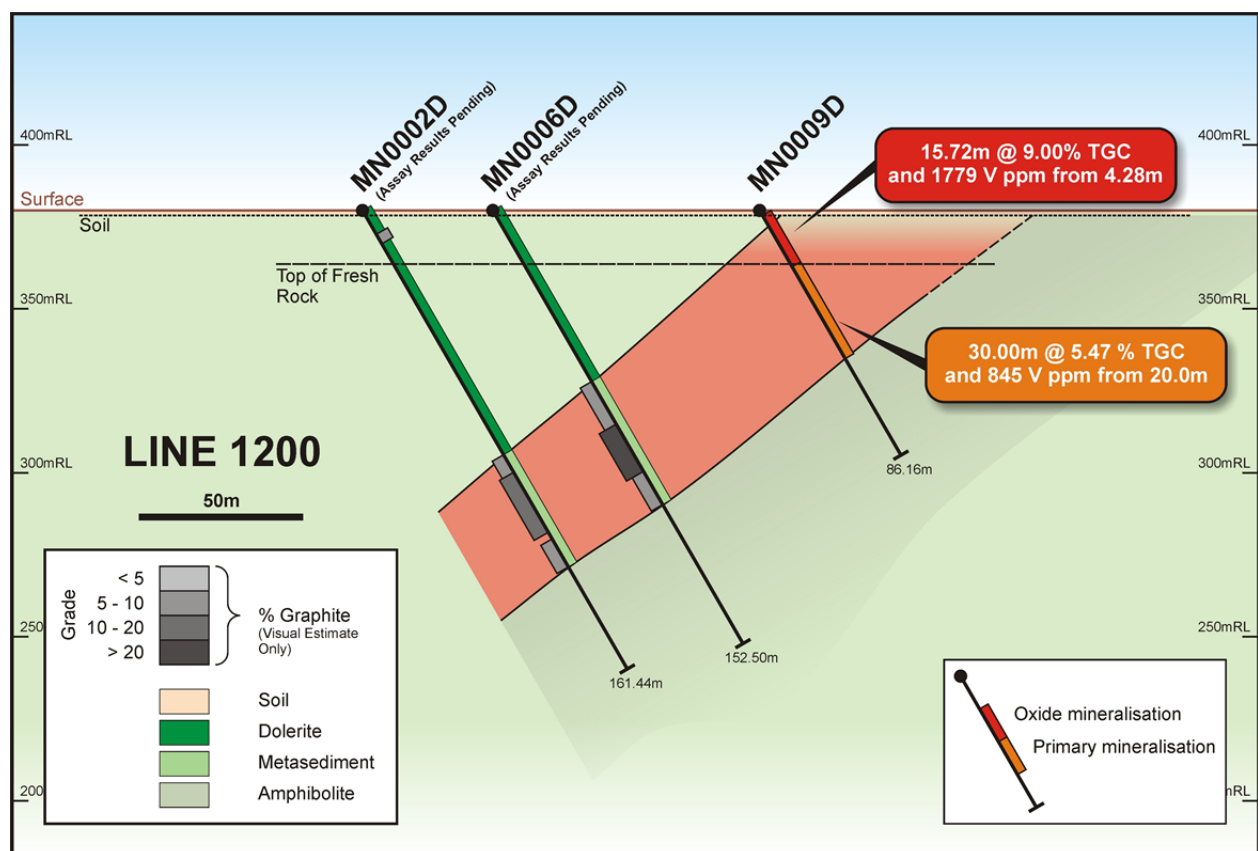 MN0002D
(Assay Results Pending)
MN0006D
(Assay Results Pending)
MN0009D
400mRL
400mRL
15.72m @ 9.00% TGC
and 1779 V ppm from 4.28m
Surface
Soil
Top of Fresh
Rock
350mRL
350mRL
30.00m @ 5.47 % TGC
and 845 V ppm from 20.0m
LINE 1200
50m
300mRL
300mRL
86.16m
250
250mRL
152.50m
161.44m
200
mRL
Grade
< 5
5 - 10
10 - 20
> 20
% Graphite
(Visual Estimate
Only)
Soil
Dolerite
Metasediment
Amphibolite
Oxide mineralisation
Primary mineralisation